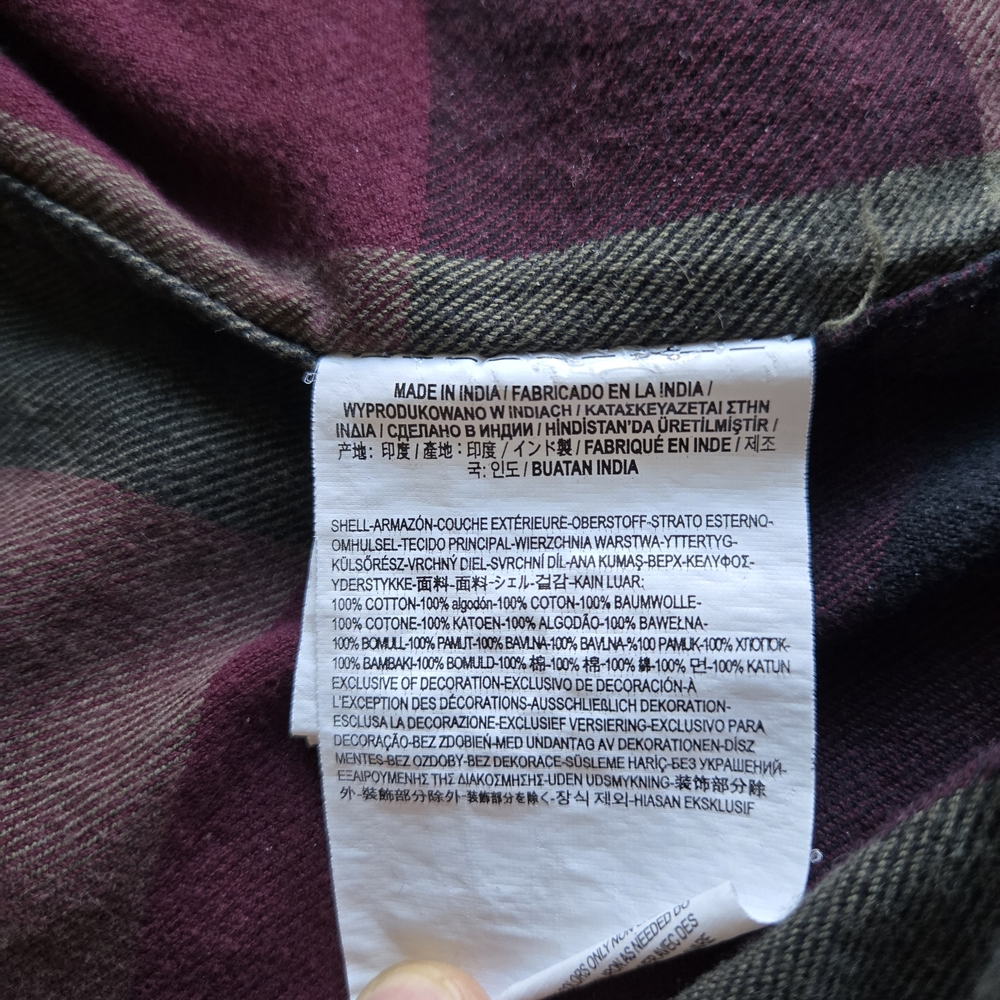 MADE IN INDIA / FABRICADO EN LA INDIA /
WYPRODUKOWANO W INDIACH / ΚΑΤΑΣΚΕΥΑΖΕΤΑΙ ΣΤΗΝ
ΙΝΔΙΑ / СДЕЛАНО В ИНДИИ / HİNDİSTAN'DA ÜRETİLMİŞTİR /
产地: 印度 / 產地: 印度 / インド製 / FABRIQUÉ EN INDE / 제조
국: 인도 / BUATAN INDIA
SHELL-ARMAZÓN-COUCHE EXTÉRIEURE-OBERSTOFF-STRATO ESTERNO-
OMHULSEL-TECIDO PRINCIPAL-WIERZCHNIA WARSTWA-YTTERTYG-
KÜLSŐRÉSZ-VRCHNÝ DIEL-SVRCHNÍ DÍL-ANA KUMAŞ-ВЕРХ-ΚΕΛΥΦΟΣ-
YDERSTYKKE-面料-面料-シェル-겉감-KAIN LUAR:
100% COTTON-100% algodón-100% COTON-100% BAUMWOLLE-
100% COTONE-100% KATOEN-100% ALGODÃO-100% BAWEŁNA-
100% BOMULL-100% PAMUT-100% BAVLNA-100% BAVLNA-%100 PAMUK-100% ХЛОПОК-
100% ΒΑΜΒΑΚΙ-100% BOMULD-100% 棉-100% 棉-100% 綿-100% 면-100% KATUN
EXCLUSIVE OF DECORATION-EXCLUSIVO DE DECORACIÓN-À
L'EXCEPTION DES DÉCORATIONS-AUSSCHLIEßLICH DEKORATION-
ESCLUSA LA DECORAZIONE-EXCLUSIEF VERSIERING-EXCLUSIVO PARA
DECORAÇÃO-BEZ ZDOBIEŃ-MED UNDANTAG AV DEKORATIONEN-DÍSZ
MENTES-BEZ OZDOBY-BEZ DEKORACE-SÜSLEME HARİÇ-БЕЗ УКРАШЕНИЙ-
ΕΞΑΙΡΟΥΜΕΝΗΣ ΤΗΣ ΔΙΑΚΟΣΜΗΣΗΣ-UDEN UDSMYKNING-装饰部分除
外-裝飾部分除外-装飾部分を除く-장식 제외-HIASAN EKSKLUSIF
COLORS ONLY NON
AS NEEDED DO
AVEC DES